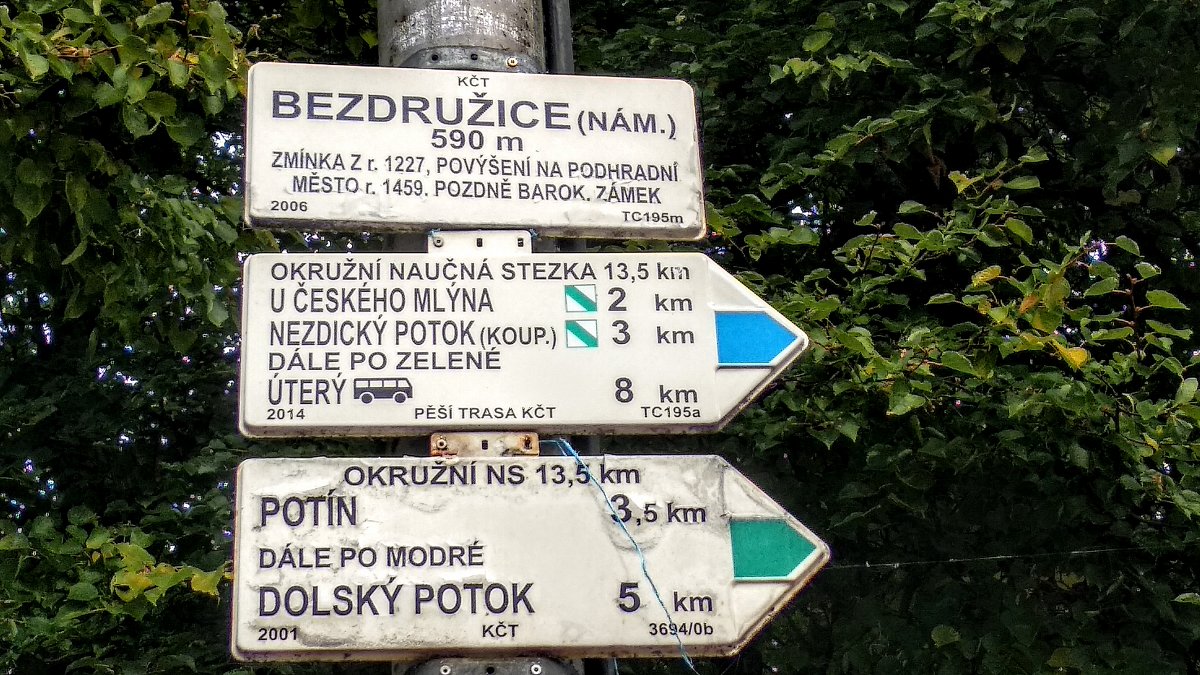 KČT
BEZDRUŽICE (NÁM.)
590 m
ZMÍNKA Z r. 1227, POVÝŠENÍ NA PODHRADNÍ
MĚSTO r. 1459. POZDNĚ BAROK. ZÁMEK
2006 TC195m
OKRUŽNÍ NAUČNÁ STEZKA 13,5 km
U ČESKÉHO MLÝNA 2 km
NEZDICKÝ POTOK (KOUP.) 3 km
DÁLE PO ZELENÉ
ÚTERÝ 8 km
2014 PĚŠÍ TRASA KČT TC195a
OKRUŽNÍ NS 13,5 km
POTÍN 3,5 km
DÁLE PO MODRÉ
DOLSKÝ POTOK 5 km
2001 KČT 3694/0b